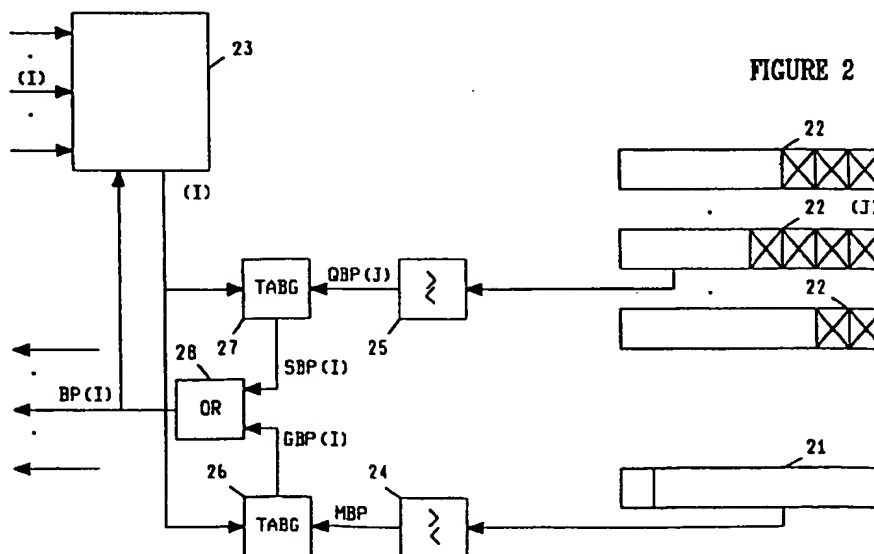 23
(I)
FIGURE 2
22
(I)
22
(J)
TABG
QBP(J)
>
<
22
27
25
28
SBP(I)
BP(I)
OR
GBP(I)
21
26
24
TABG
MBP
>
<